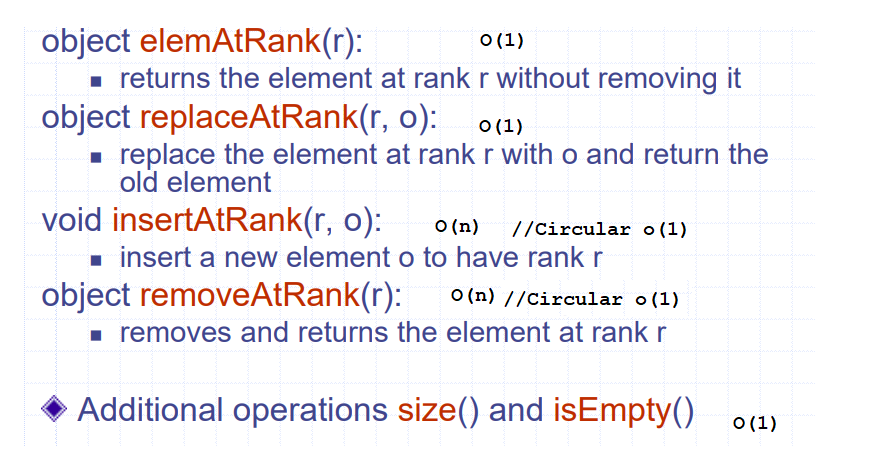 object elemAtRank(r): o(1)
▪ returns the element at rank r without removing it
object replaceAtRank(r, o): o(1)
▪ replace the element at rank r with o and return the
old element
void insertAtRank(r, o): o(n) //Circular o(1)
▪ insert a new element o to have rank r
object removeAtRank(r): o(n) //Circular o(1)
▪ removes and returns the element at rank r
Additional operations size() and isEmpty() o(1)